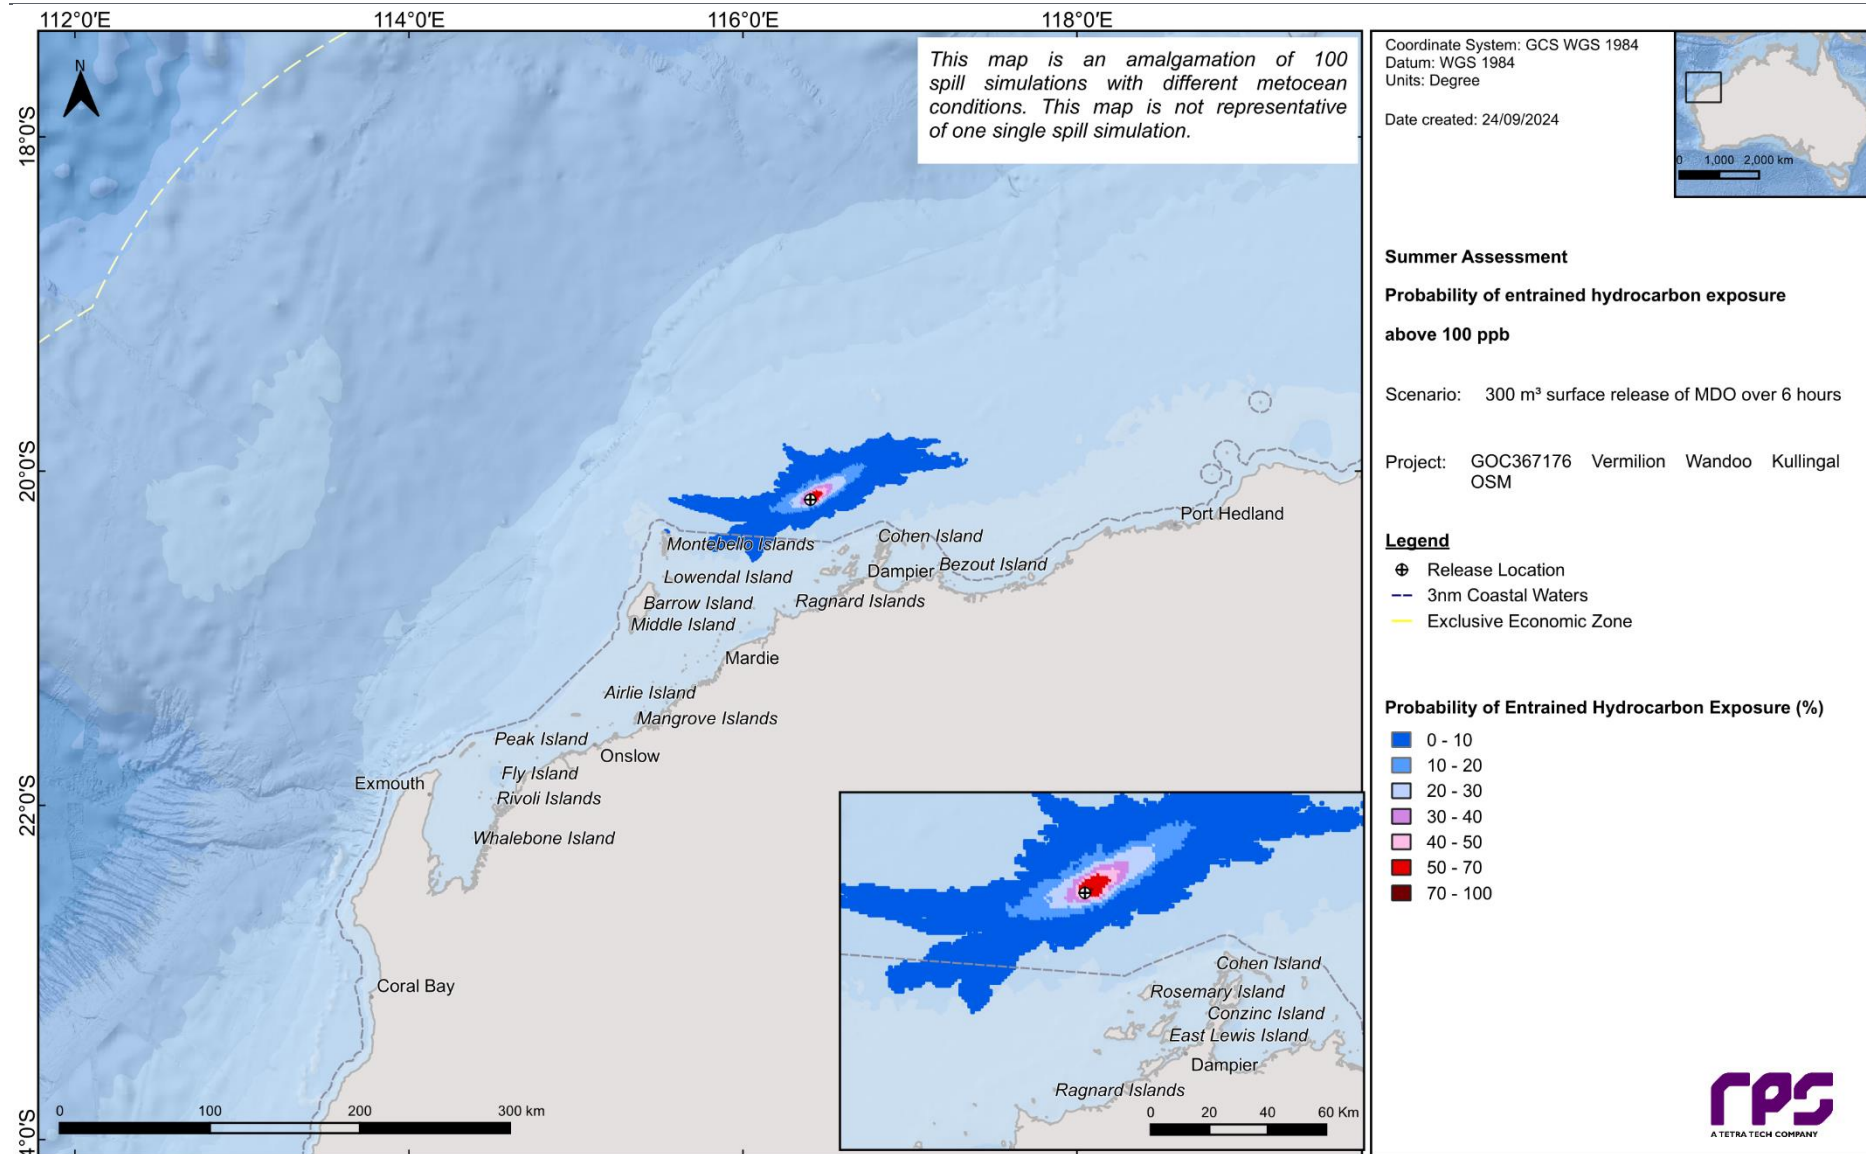 112°0'E
114°0'E
116°0'E
118°0'E
18°0'S
20°0'S
22°0'S
4°0'S
N
This map is an amalgamation of 100
spill simulations with different metocean
conditions. This map is not representative
of one single spill simulation.
Port Hedland
Cohen Island
Montebello Islands
Dampier
Bezout Island
Lowendal Island
Barrow Island
Ragnard Islands
Middle Island
Mardie
Airlie Island
Mangrove Islands
Peak Island
Onslow
Fly Island
Exmouth
Rivoli Islands
Whalebone Island
Coral Bay
0 100 200 300 km
Cohen Island
Rosemary Island
Conzinc Island
East Lewis Island
Dampier
Ragnard Islands
0 20 40 60 Km
Coordinate System: GCS WGS 1984
Datum: WGS 1984
Units: Degree
Date created: 24/09/2024
0 1,000 2,000 km
Summer Assessment
Probability of entrained hydrocarbon exposure
above 100 ppb
Scenario: 300 m³ surface release of MDO over 6 hours
Project: GOC367176 Vermilion Wandoo Kullingal
OSM
Legend
Release Location
3nm Coastal Waters
Exclusive Economic Zone
Probability of Entrained Hydrocarbon Exposure (%)
0 - 10
10 - 20
20 - 30
30 - 40
40 - 50
50 - 70
70 - 100
rps
A TETRA TECH COMPANY